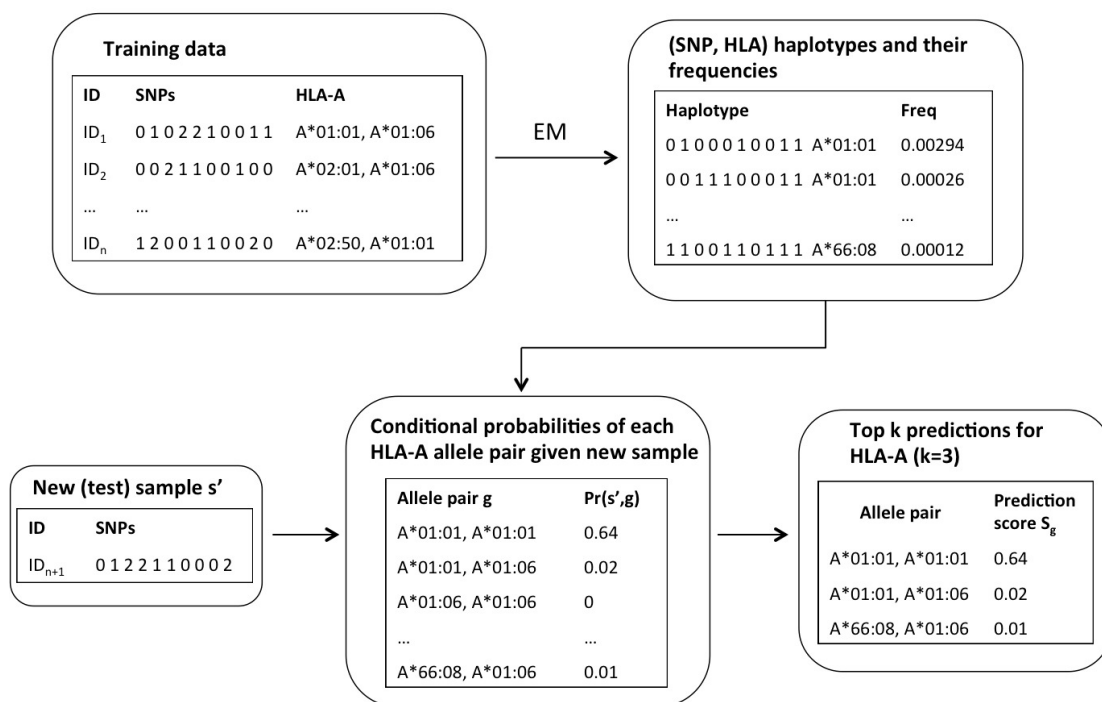 Training data
ID SNPs HLA-A
ID1 0 1 0 2 2 1 0 0 1 1 A*01:01, A*01:06
ID2 0 0 2 1 1 0 0 1 0 0 A*02:01, A*01:06
... ... ...
IDn 1 2 0 0 1 1 0 0 2 0 A*02:50, A*01:01
EM
(SNP, HLA) haplotypes and their
frequencies
Haplotype Freq
0 1 0 0 0 1 0 0 1 1 A*01:01 0.00294
0 0 1 1 1 0 0 0 1 1 A*01:01 0.00026
... ...
1 1 0 0 1 1 0 1 1 1 A*66:08 0.00012
New (test) sample s’
ID SNPs
IDn+1 0 1 2 2 1 1 0 0 0 2
Conditional probabilities of each
HLA-A allele pair given new sample
Allele pair g Pr(s’,g)
A*01:01, A*01:01 0.64
A*01:01, A*01:06 0.02
A*01:06, A*01:06 0
... ...
A*66:08, A*01:06 0.01
Top k predictions for
HLA-A (k=3)
Allele pair Prediction
score Sg
A*01:01, A*01:01 0.64
A*01:01, A*01:06 0.02
A*66:08, A*01:06 0.01